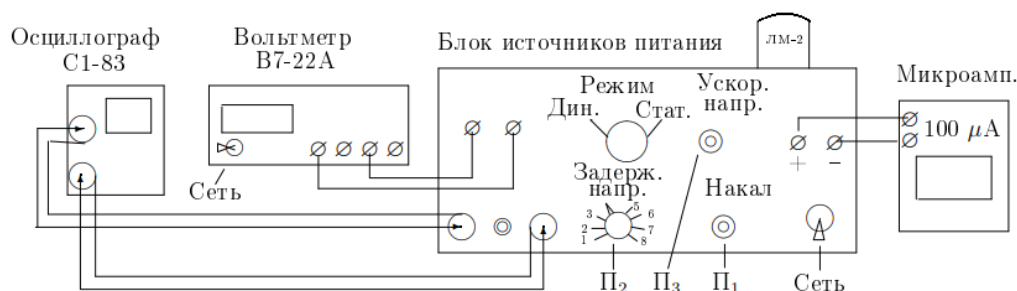 Осциллограф
С1-83
Вольтметр
В7-22А
Сеть
Блок источников питания
ЛМ-2
Режим
Дин.
Стат.
Ускор.
напр.
+
−
Задерж.
напр.
1
2
3
5
6
7
8
Накал
П₂
П₃
П₁
Сеть
Микроамп.
100 μA